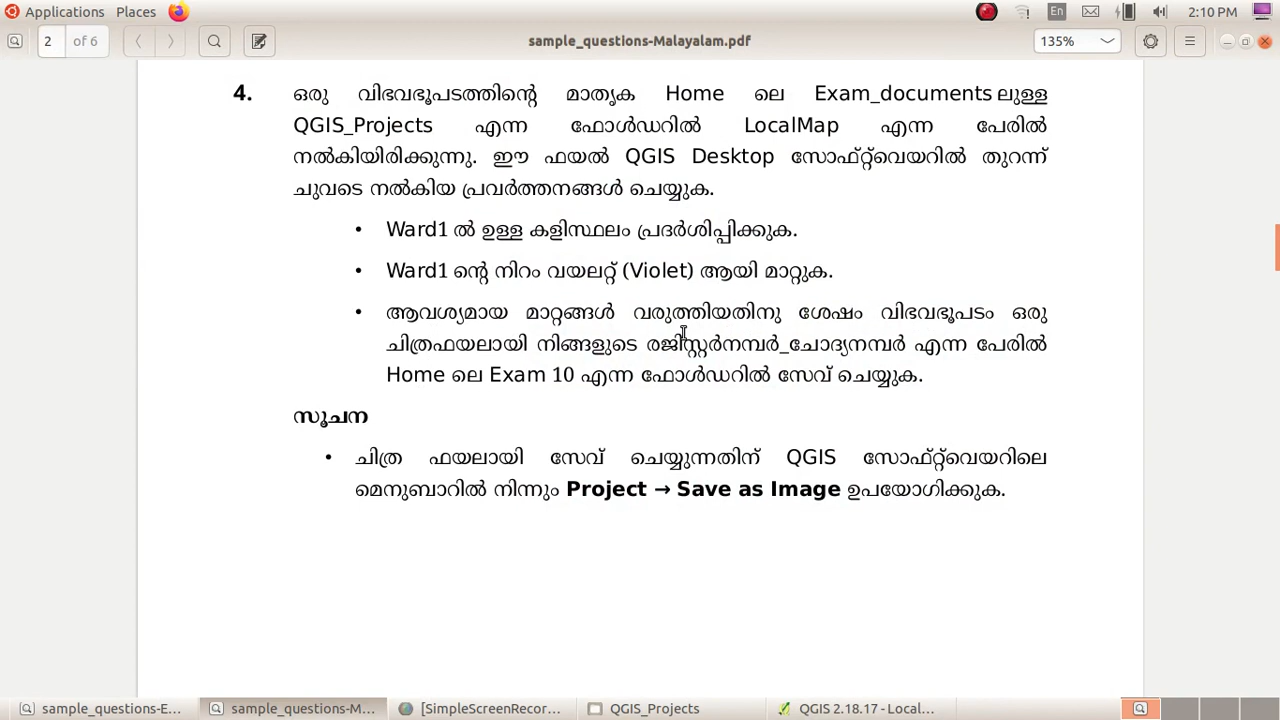 Applications Places En 2:10 PM
2 of 6 sample_questions-Malayalam.pdf 135%
4. ഒരു വിഭവഭൂപടത്തിന്റെ മാതൃക Home ലെ Exam_documents ലുള്ള
QGIS_Projects എന്ന ഫോൾഡറിൽ LocalMap എന്ന പേരിൽ
നൽകിയിരിക്കുന്നു. ഈ ഫയൽ QGIS Desktop സോഫ്റ്റ്‌വെയറിൽ തുറന്ന്
ചുവടെ നൽകിയ പ്രവർത്തനങ്ങൾ ചെയ്യുക.
• Ward1 ൽ ഉള്ള കളിസ്ഥലം പ്രദർശിപ്പിക്കുക.
• Ward1 ന്റെ നിറം വയലറ്റ് (Violet) ആയി മാറ്റുക.
• ആവശ്യമായ മാറ്റങ്ങൾ വരുത്തിയതിനു ശേഷം വിഭവഭൂപടം ഒരു
ചിത്രഫയലായി നിങ്ങളുടെ രജിസ്റ്റർനമ്പർ_ചോദ്യനമ്പർ എന്ന പേരിൽ
Home ലെ Exam 10 എന്ന ഫോൾഡറിൽ സേവ് ചെയ്യുക.
സൂചന
• ചിത്ര ഫയലായി സേവ് ചെയ്യുന്നതിന് QGIS സോഫ്റ്റ്‌വെയറിലെ
മെനുബാറിൽ നിന്നും Project → Save as Image ഉപയോഗിക്കുക.
sample_questions-E... sample_questions-M... [SimpleScreenRecor... QGIS_Projects QGIS 2.18.17 - Local...